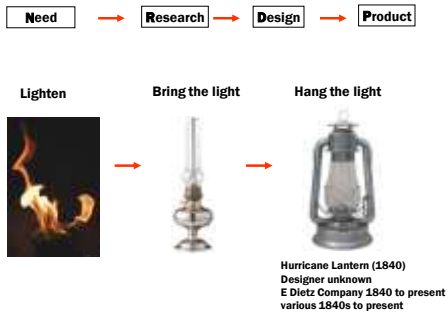 Need
Research
Design
Product
Lighten
Bring the light
Hang the light
Hurricane Lantern (1840)
Designer unknown
E Dietz Company 1840 to present
various 1840s to present